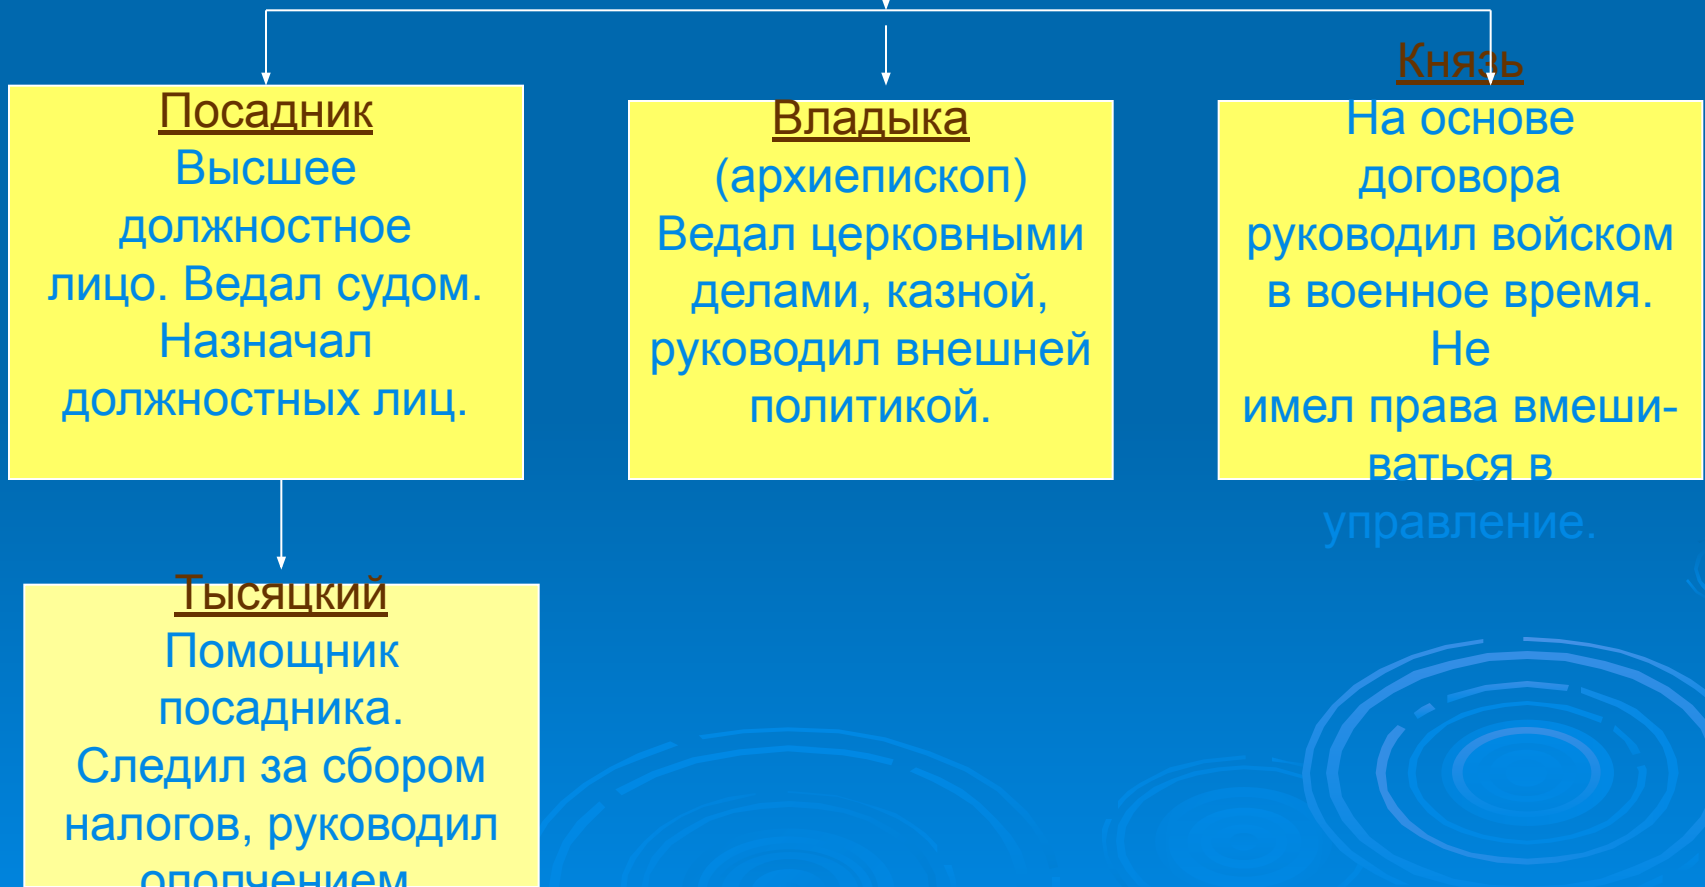 Посадник
Высшее
должностное
лицо. Ведал судом.
Назначал
должностных лиц.
Владыка
(архиепископ)
Ведал церковными
делами, казной,
руководил внешней
политикой.
Князь
На основе
договора
руководил войском
в военное время.
Не
имел права вмеши-
ваться в
управление.
Тысяцкий
Помощник
посадника.
Следил за сбором
налогов, руководил
ополчением